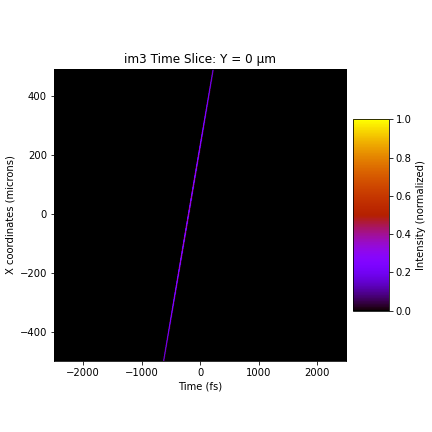 im3 Time Slice: Y = 0 μm
400
200
0
−200
−400
X coordinates (microns)
−2000 −1000 0 1000 2000
Time (fs)
1.0
0.8
0.6
0.4
0.2
0.0
Intensity (normalized)